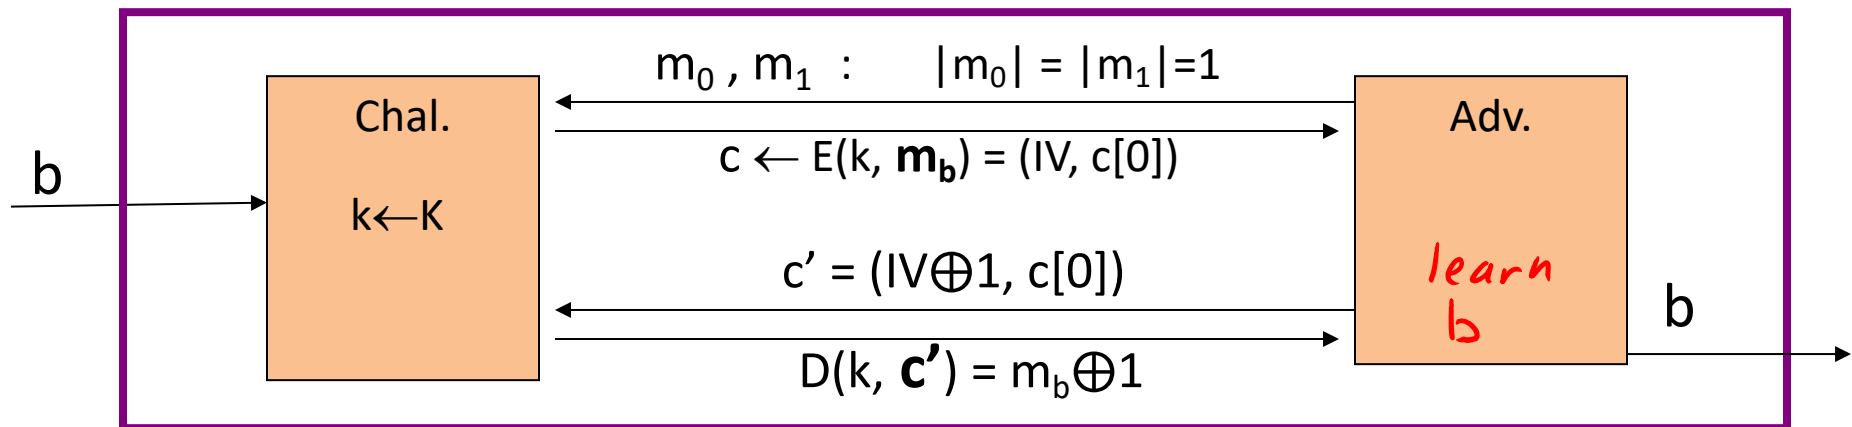 m₀ , m₁ : |m₀| = |m₁|=1
Chal.
Adv.
c ← E(k, m_b) = (IV, c[0])
b
k←K
c’ = (IV⊕1, c[0])
learn
b
b
D(k, c’) = m_b⊕1